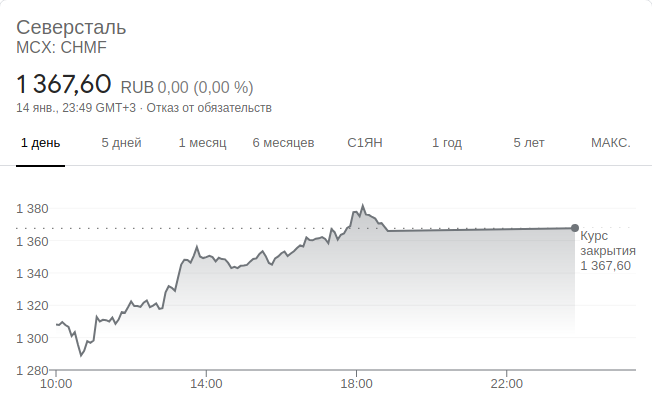 Северсталь
MCX: CHMF
1 367,60 RUB 0,00 (0,00 %)
14 янв., 23:49 GMT+3 · Отказ от обязательств
1 день 5 дней 1 месяц 6 месяцев С1ЯН 1 год 5 лет МАКС.
1 380
1 360
1 340
1 320
1 300
1 280
Курс
закрытия
1 367,60
10:00 14:00 18:00 22:00